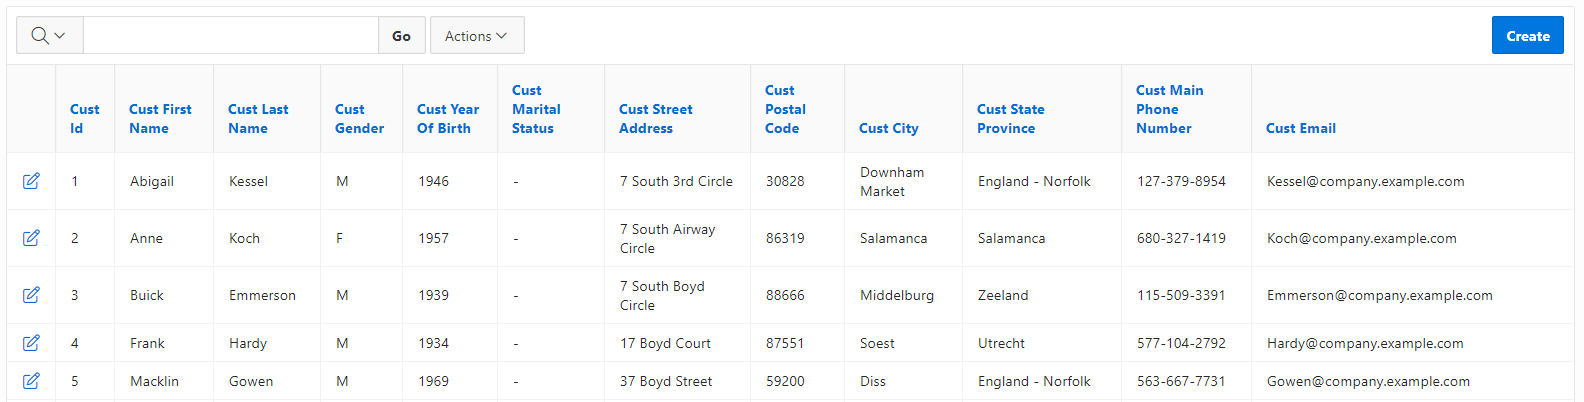 Go Actions Create
Cust Id Cust First Name Cust Last Name Cust Gender Cust Year Of Birth Cust Marital Status Cust Street Address Cust Postal Code Cust City Cust State Province Cust Main Phone Number Cust Email
1 Abigail Kessel M 1946 - 7 South 3rd Circle 30828 Downham Market England - Norfolk 127-379-8954 Kessel@company.example.com
2 Anne Koch F 1957 - 7 South Airway Circle 86319 Salamanca Salamanca 680-327-1419 Koch@company.example.com
3 Buick Emmerson M 1939 - 7 South Boyd Circle 88666 Middelburg Zeeland 115-509-3391 Emmerson@company.example.com
4 Frank Hardy M 1934 - 17 Boyd Court 87551 Soest Utrecht 577-104-2792 Hardy@company.example.com
5 Macklin Gowen M 1969 - 37 Boyd Street 59200 Diss England - Norfolk 563-667-7731 Gowen@company.example.com